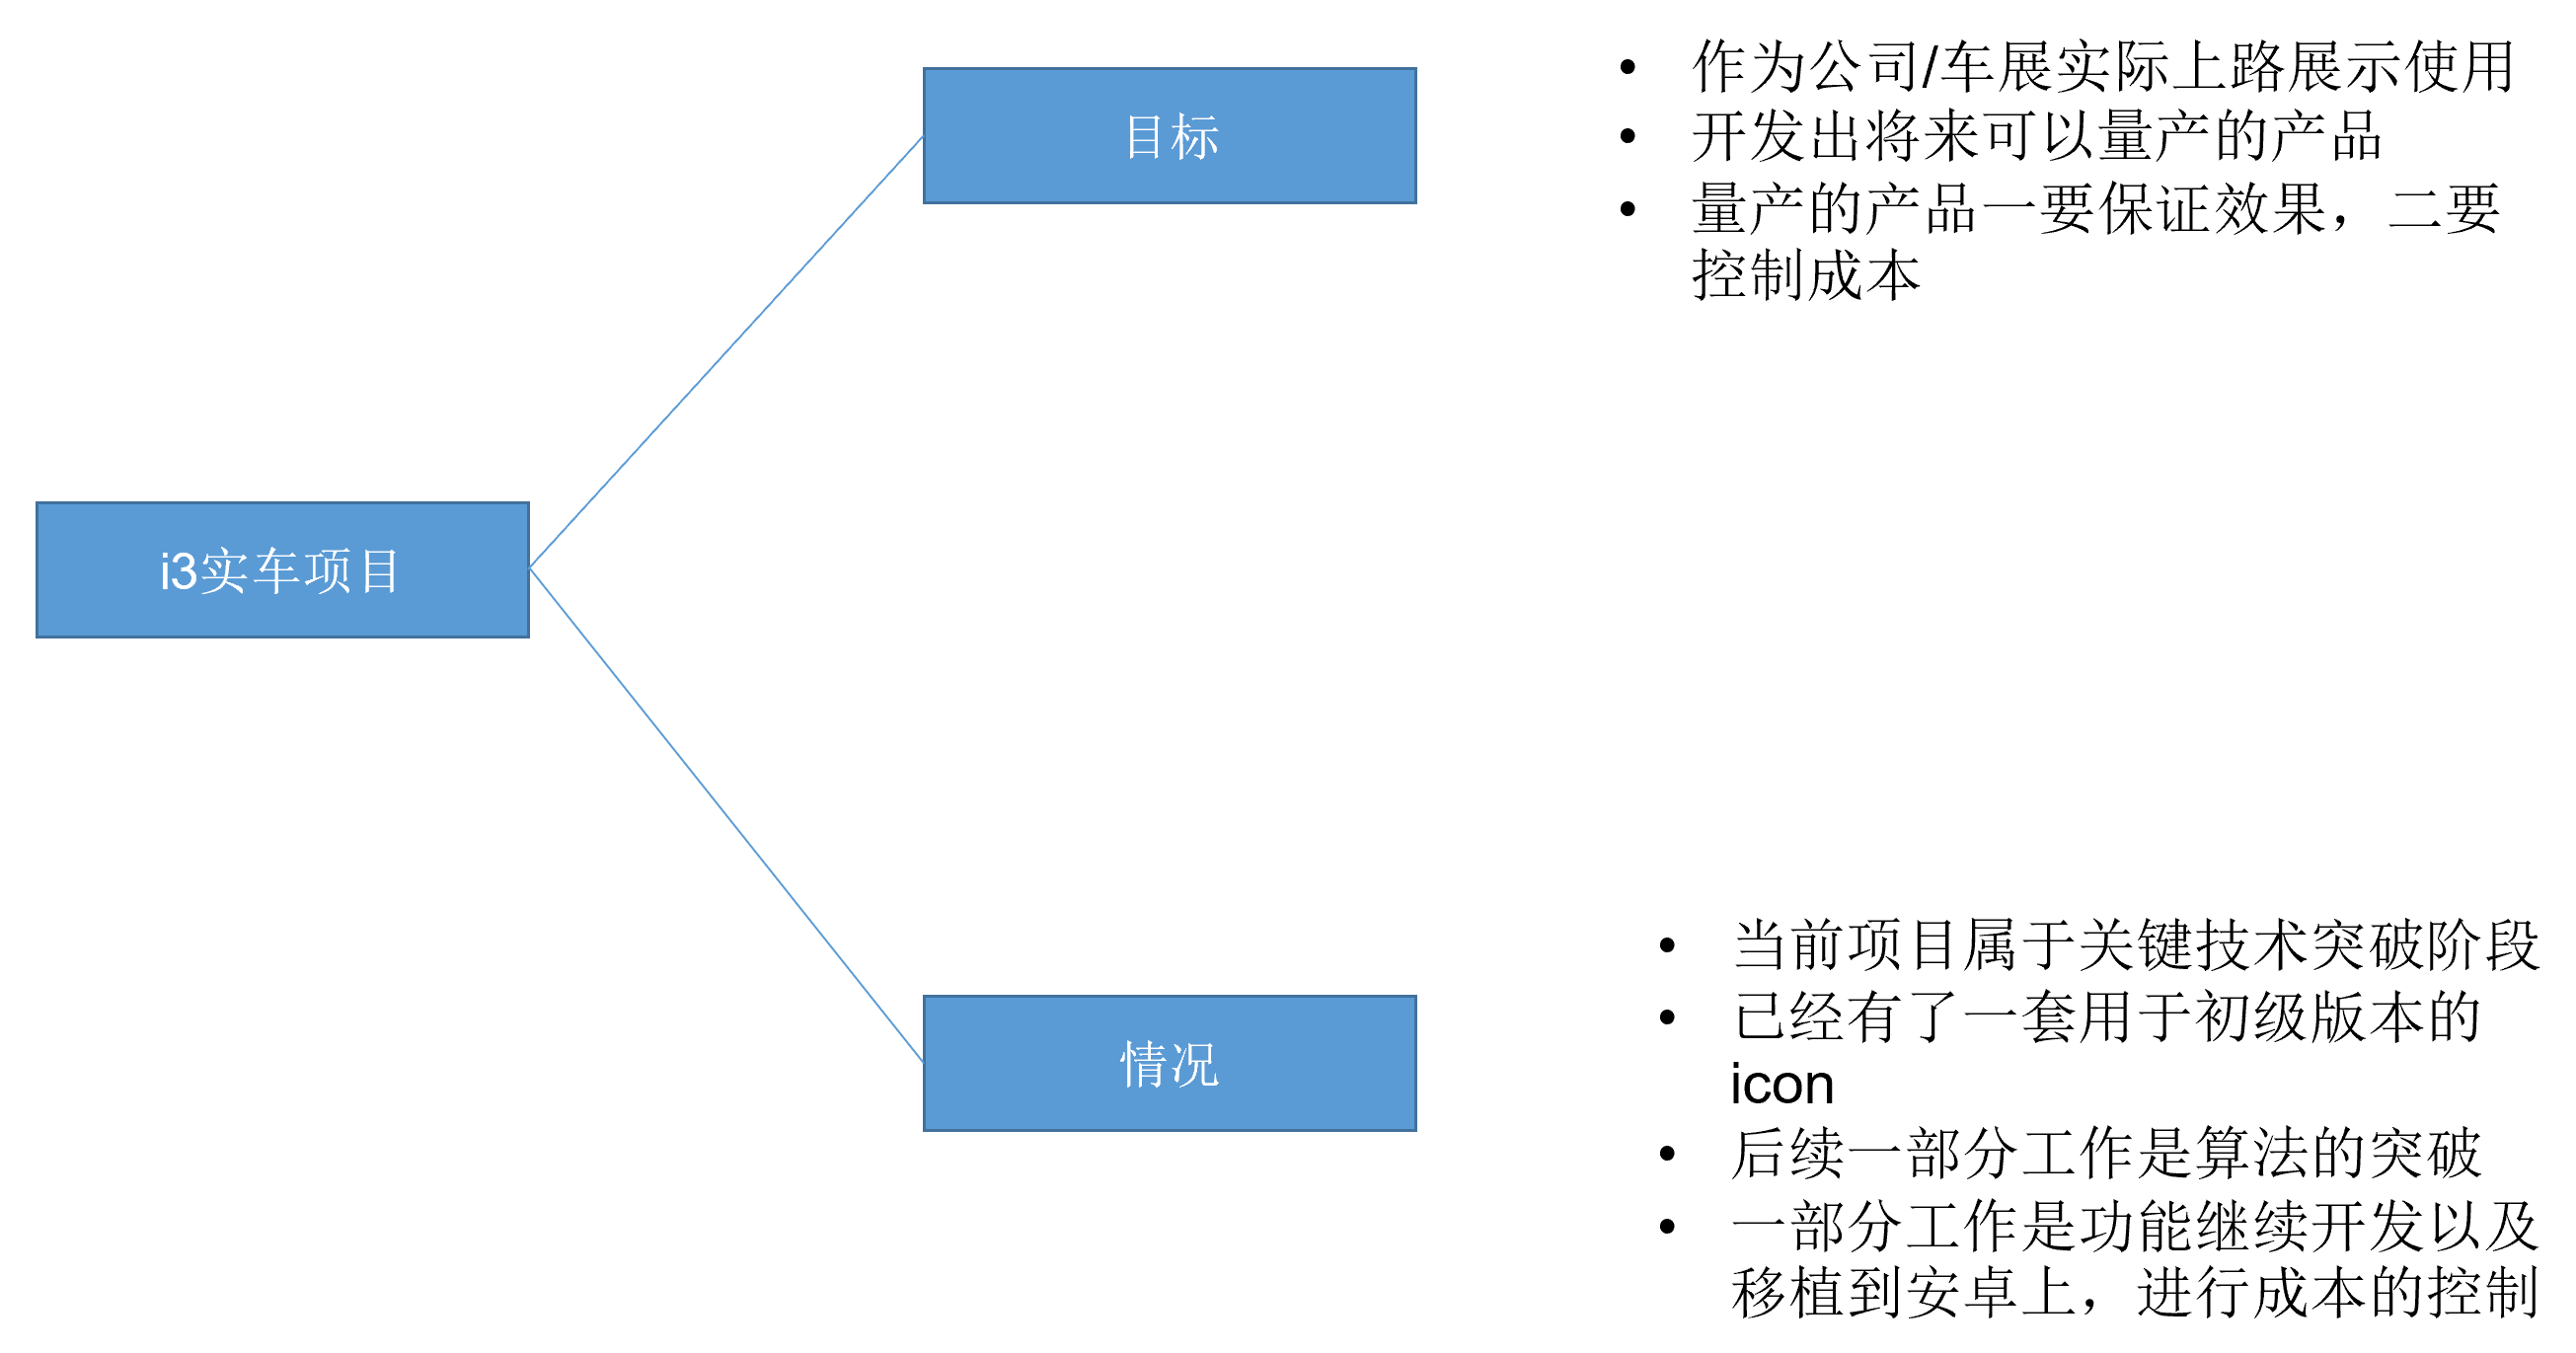 i3实车项目
目标
• 作为公司/车展实际上路展示使用
• 开发出将来可以量产的产品
• 量产的产品一要保证效果，二要
控制成本
情况
• 当前项目属于关键技术突破阶段
• 已经有了一套用于初级版本的
icon
• 后续一部分工作是算法的突破
• 一部分工作是功能继续开发以及
移植到安卓上，进行成本的控制